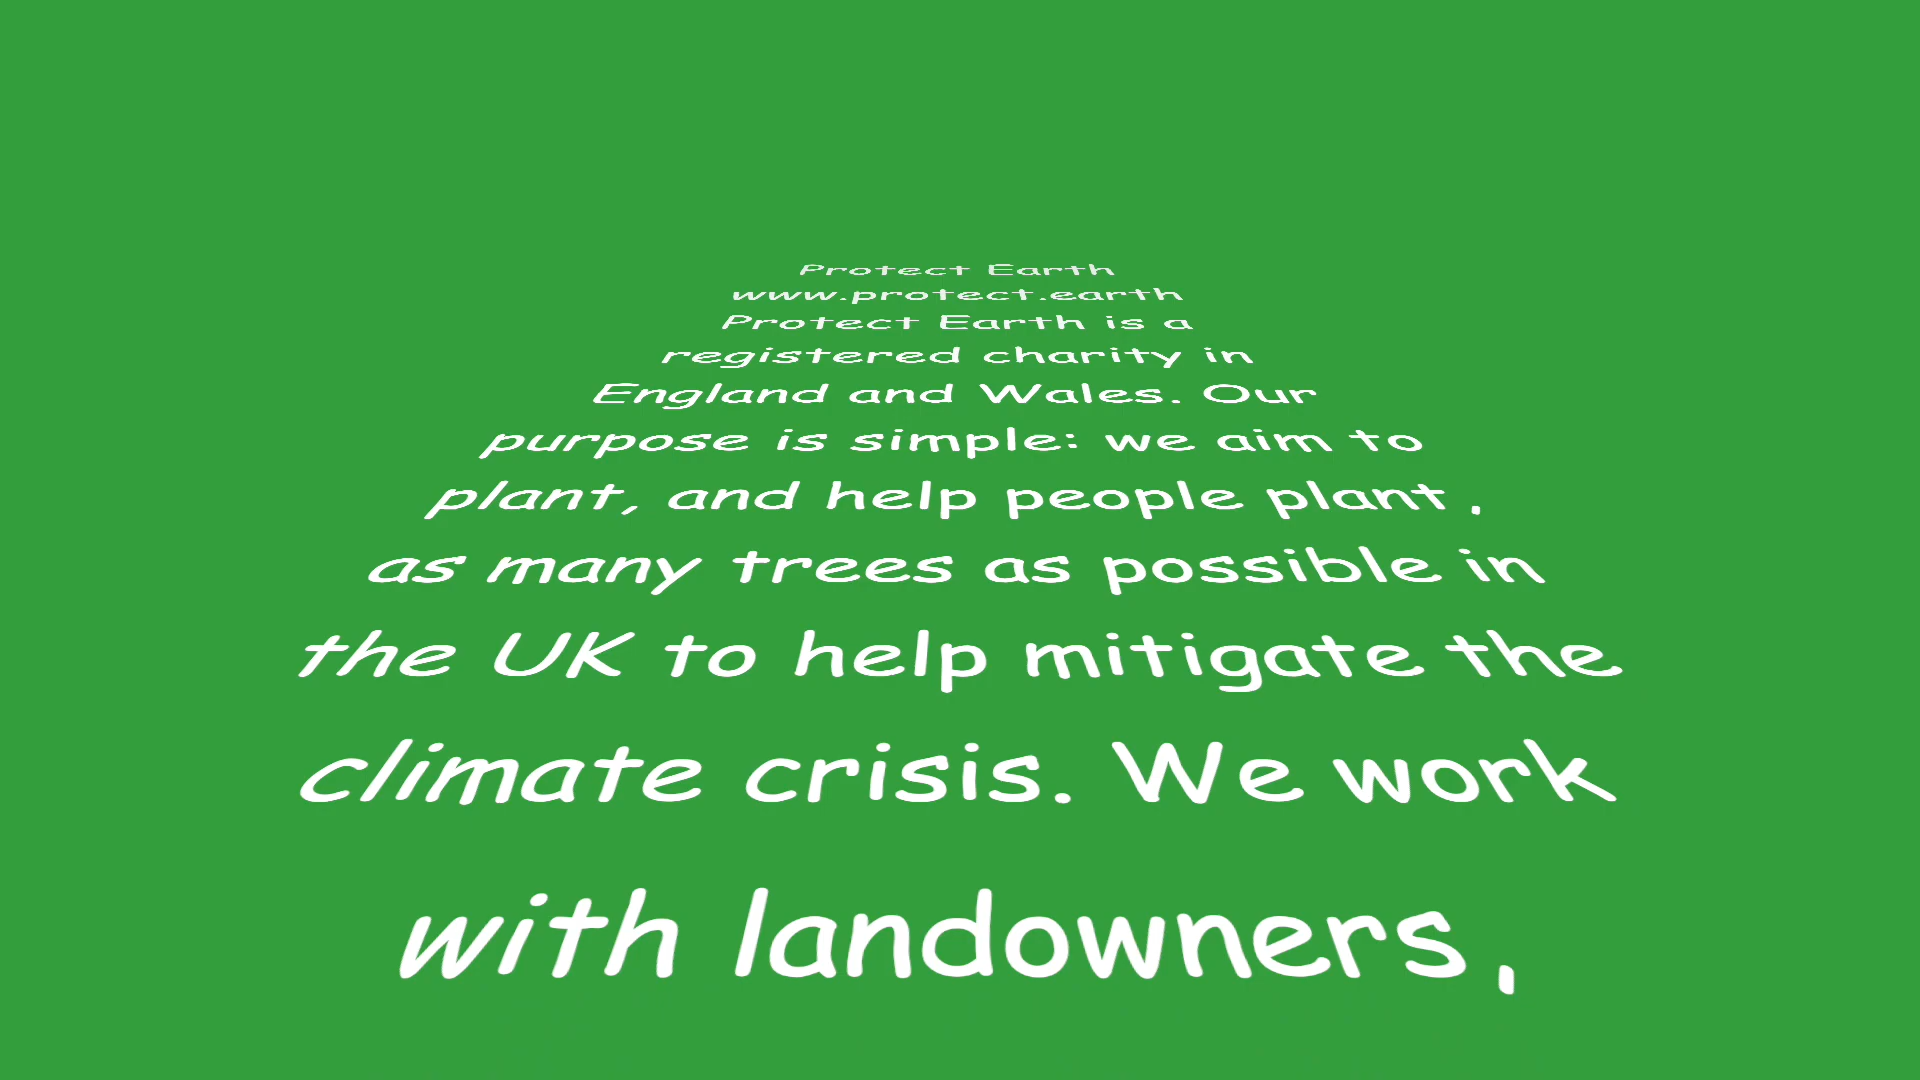 Protect Earth
www.protect.earth
Protect Earth is a
registered charity in
England and Wales. Our
purpose is simple: we aim to
plant, and help people plant ,
as many trees as possible in
the UK to help mitigate the
climate crisis. We work
with landowners,